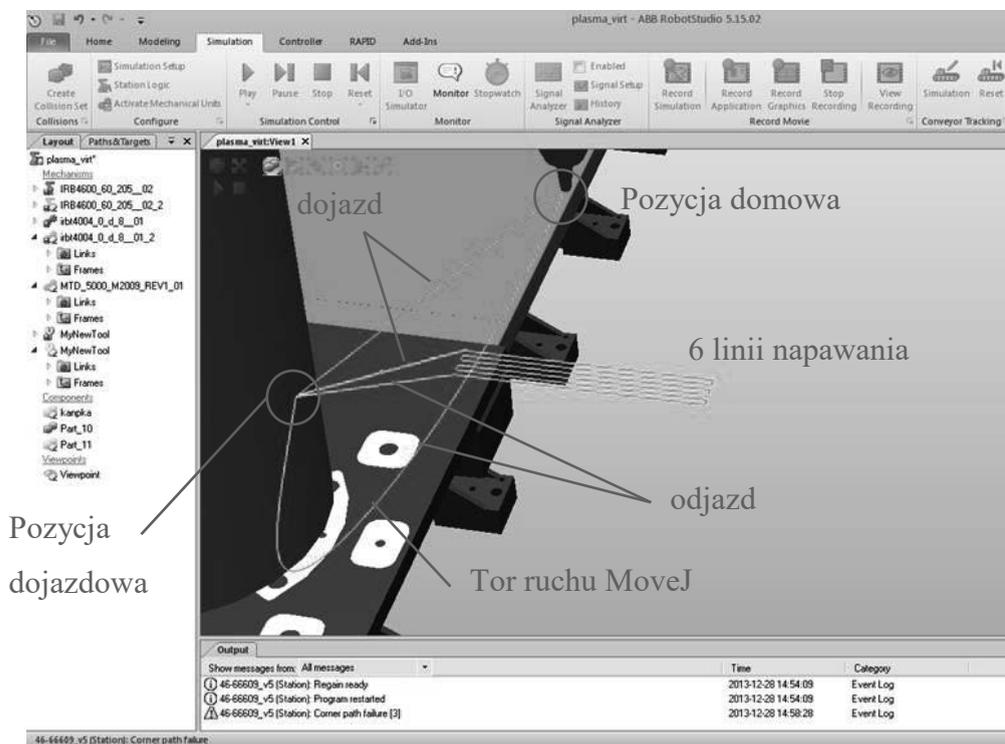 plasma_virt - ABB RobotStudio 5.15.02
File Home Modeling Simulation Controller RAPID Add-Ins
Create Collision Set
Simulation Setup
Station Logic
Activate Mechanical Units
Play Pause Stop Reset
I/O Simulator
Monitor Stopwatch
Signal Analyzer
Enabled
Signal Setup
History
Record Simulation
Record Application
Record Graphics
Stop Recording
View Recording
Simulation Reset
Collisions Configure Simulation Control Monitor Signal Analyzer Record Movie Conveyor Tracking
Layout Paths&Targets
plasma_virt:View1
plasma_virt*
Mechanisms
IRB4600_60_205__02
IRB4600_60_205__02_2
irbt4004_0_d_8__01
irbt4004_0_d_8__01_2
Links
Frames
MTD_5000_M2009_REV1_01
Links
Frames
MyNewTool
MyNewTool
Links
Frames
Components
kanpka
Part_10
Part_11
Viewpoints
Viewpoint
dojazd
Pozycja domowa
6 linii napawania
odjazd
Pozycja
dojazdowa
Tor ruchu MoveJ
Output
Show messages from: All messages
Time Category
46-66609_v5 (Station): Regain ready 2013-12-28 14:54:09 Event Log
46-66609_v5 (Station): Program restarted 2013-12-28 14:54:09 Event Log
46-66609_v5 (Station): Corner path failure [3] 2013-12-28 14:58:28 Event Log
46-66609_v5 (Station): Corner path failure